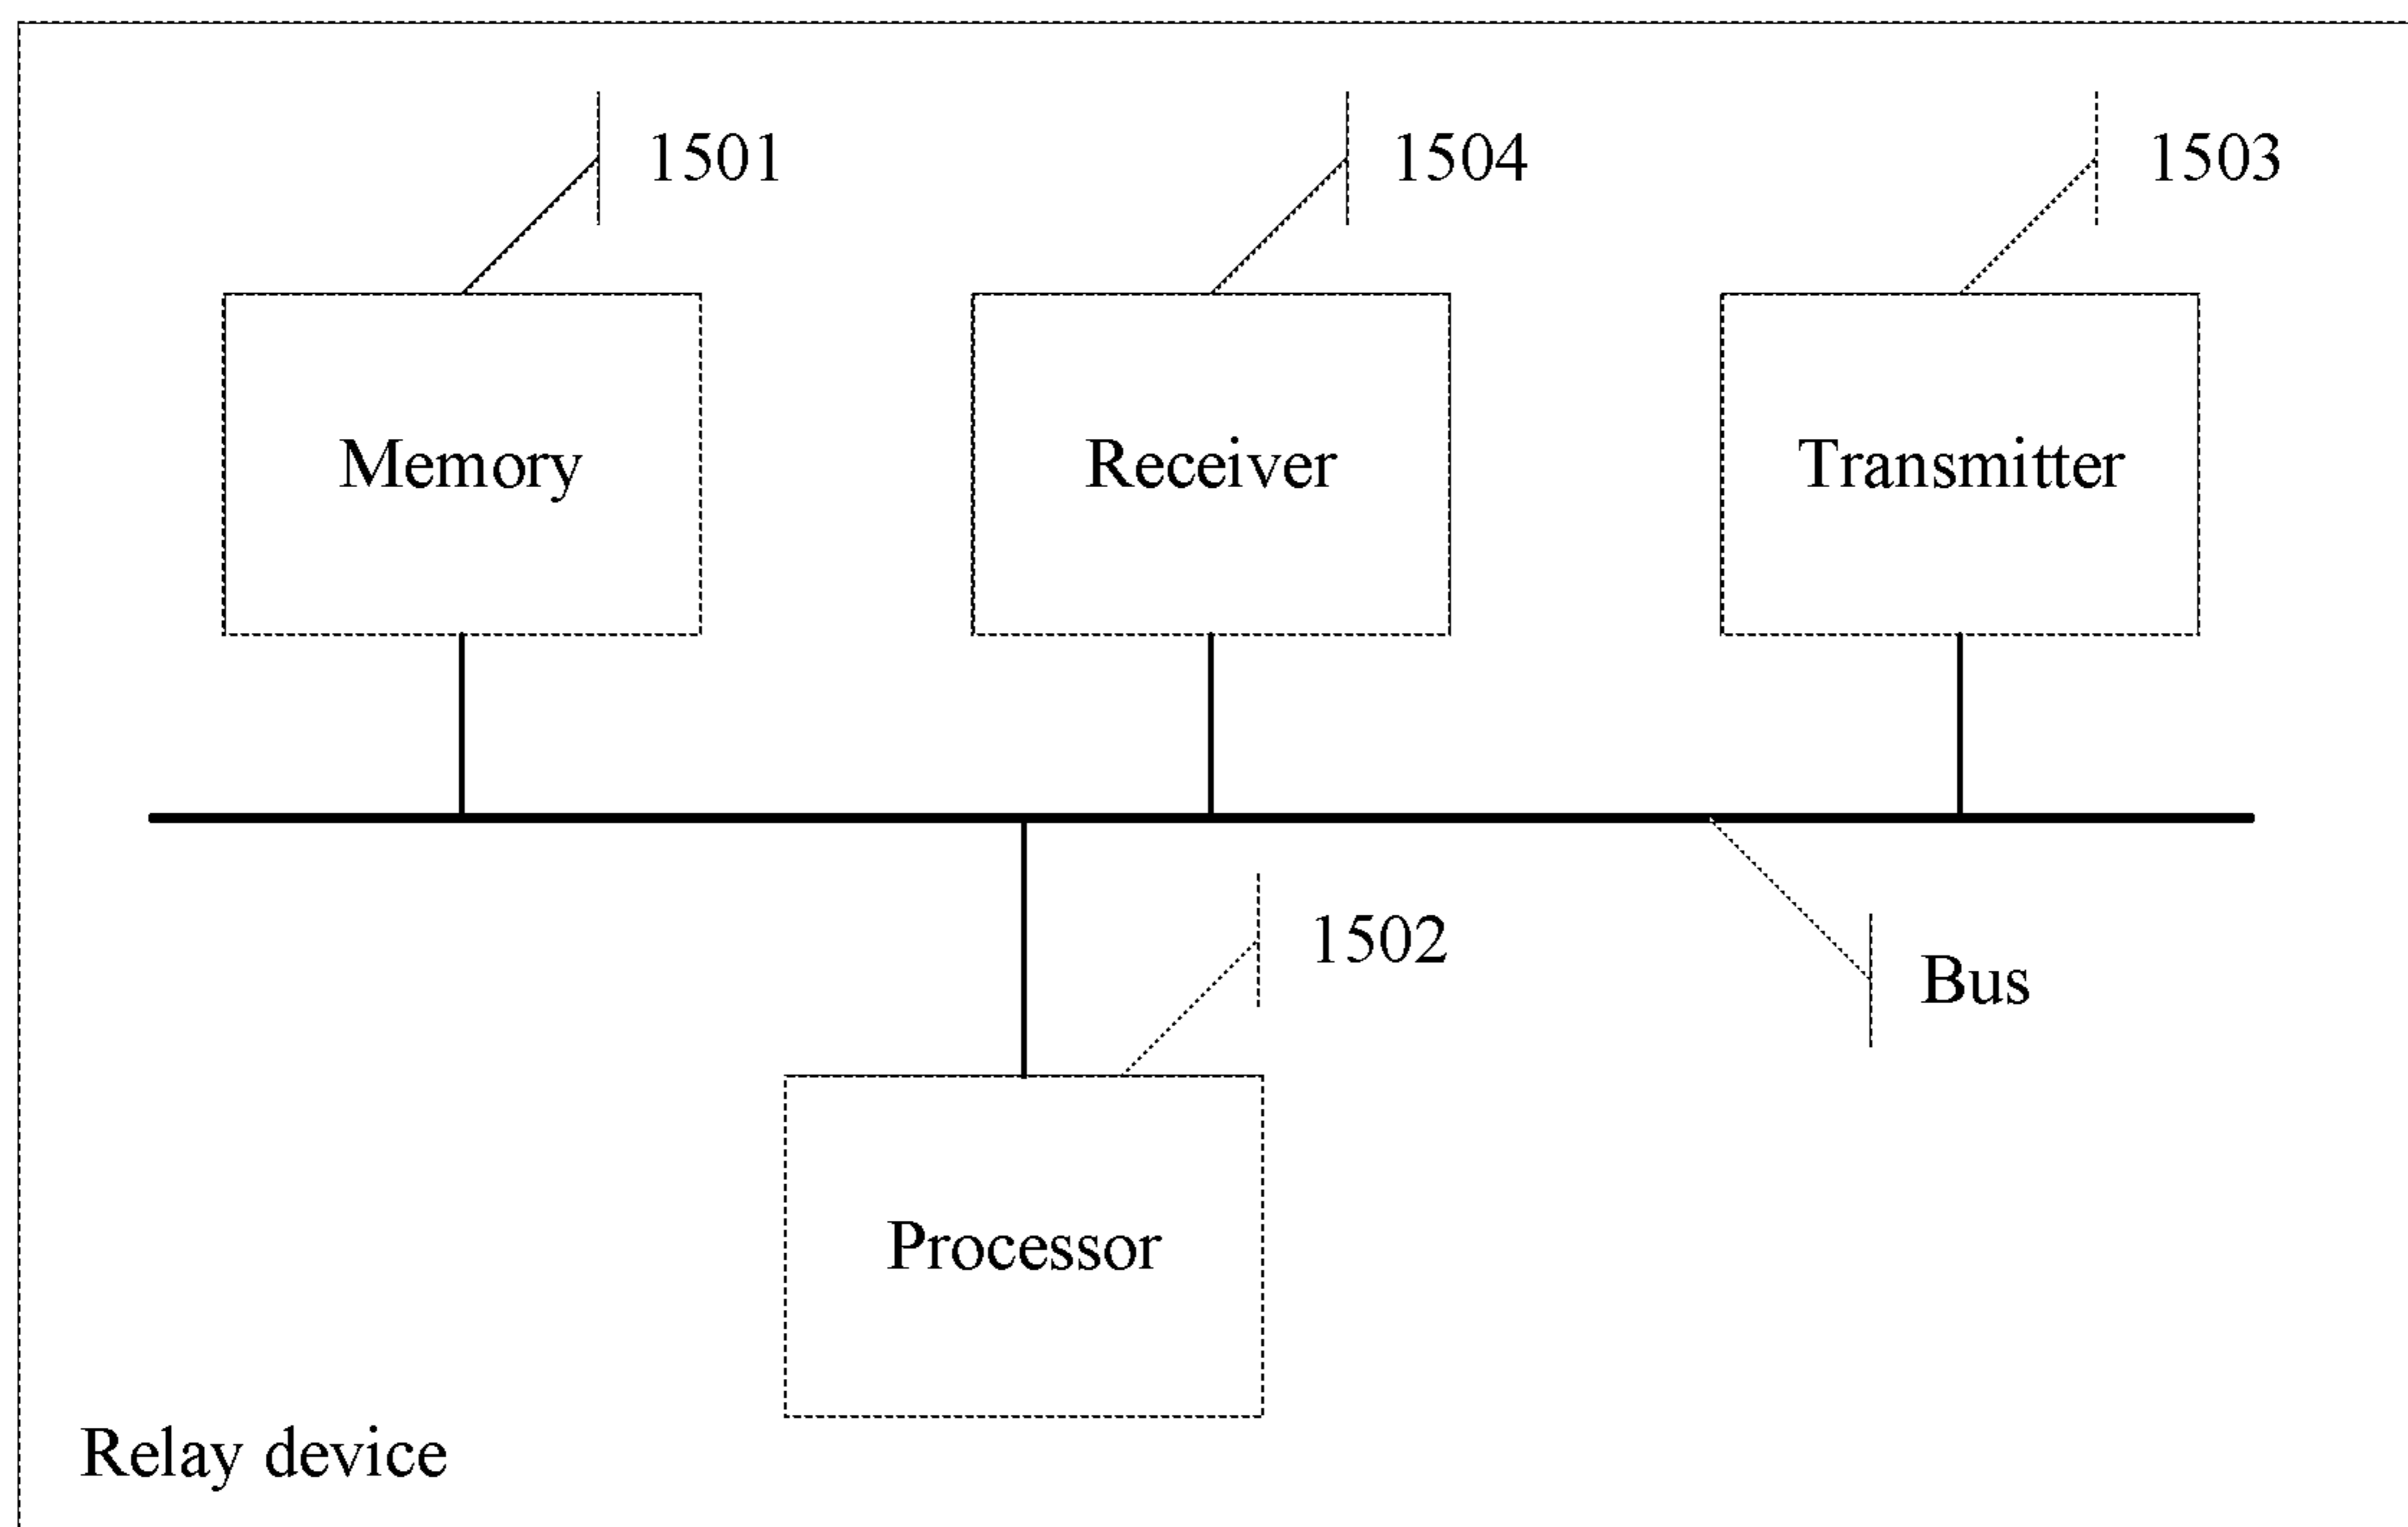 1501
1504
1503
Memory
Receiver
Transmitter
1502
Bus
Processor
Relay device